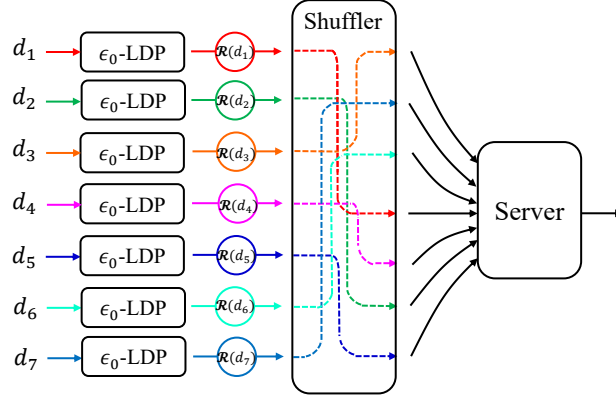 Shuffler
d₁ ϵ₀-LDP 𝓡(d₁)
d₂ ϵ₀-LDP 𝓡(d₂)
d₃ ϵ₀-LDP 𝓡(d₃)
d₄ ϵ₀-LDP 𝓡(d₄)
Server
d₅ ϵ₀-LDP 𝓡(d₅)
d₆ ϵ₀-LDP 𝓡(d₆)
d₇ ϵ₀-LDP 𝓡(d₇)